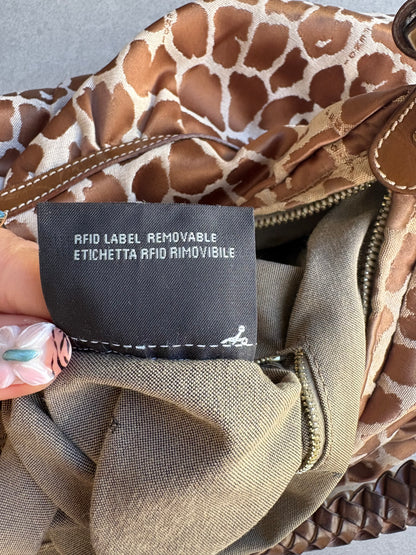 RFID LABEL REMOVABLE
ETICHETTA RFID RIMOVIBILE